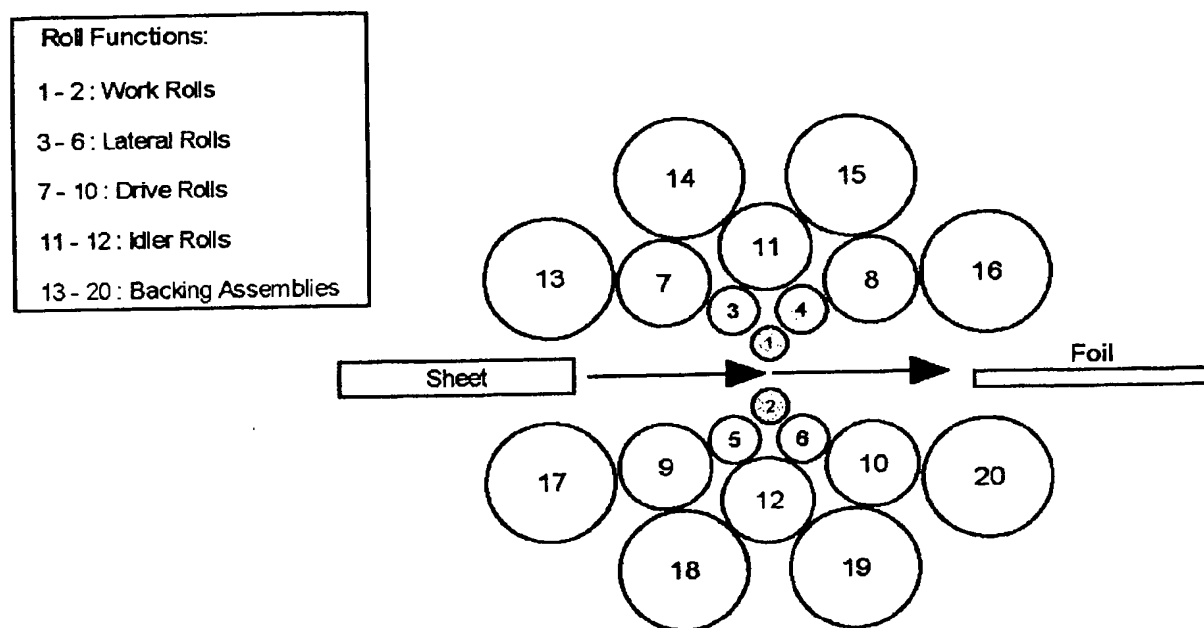 Roll Functions:
1 - 2 : Work Rolls
3 - 6 : Lateral Rolls
7 - 10 : Drive Rolls
11 - 12 : Idler Rolls
13 - 20 : Backing Assemblies
14
15
13
7
11
8
16
3
4
1
Sheet
Foil
2
5
6
17
9
12
10
20
18
19